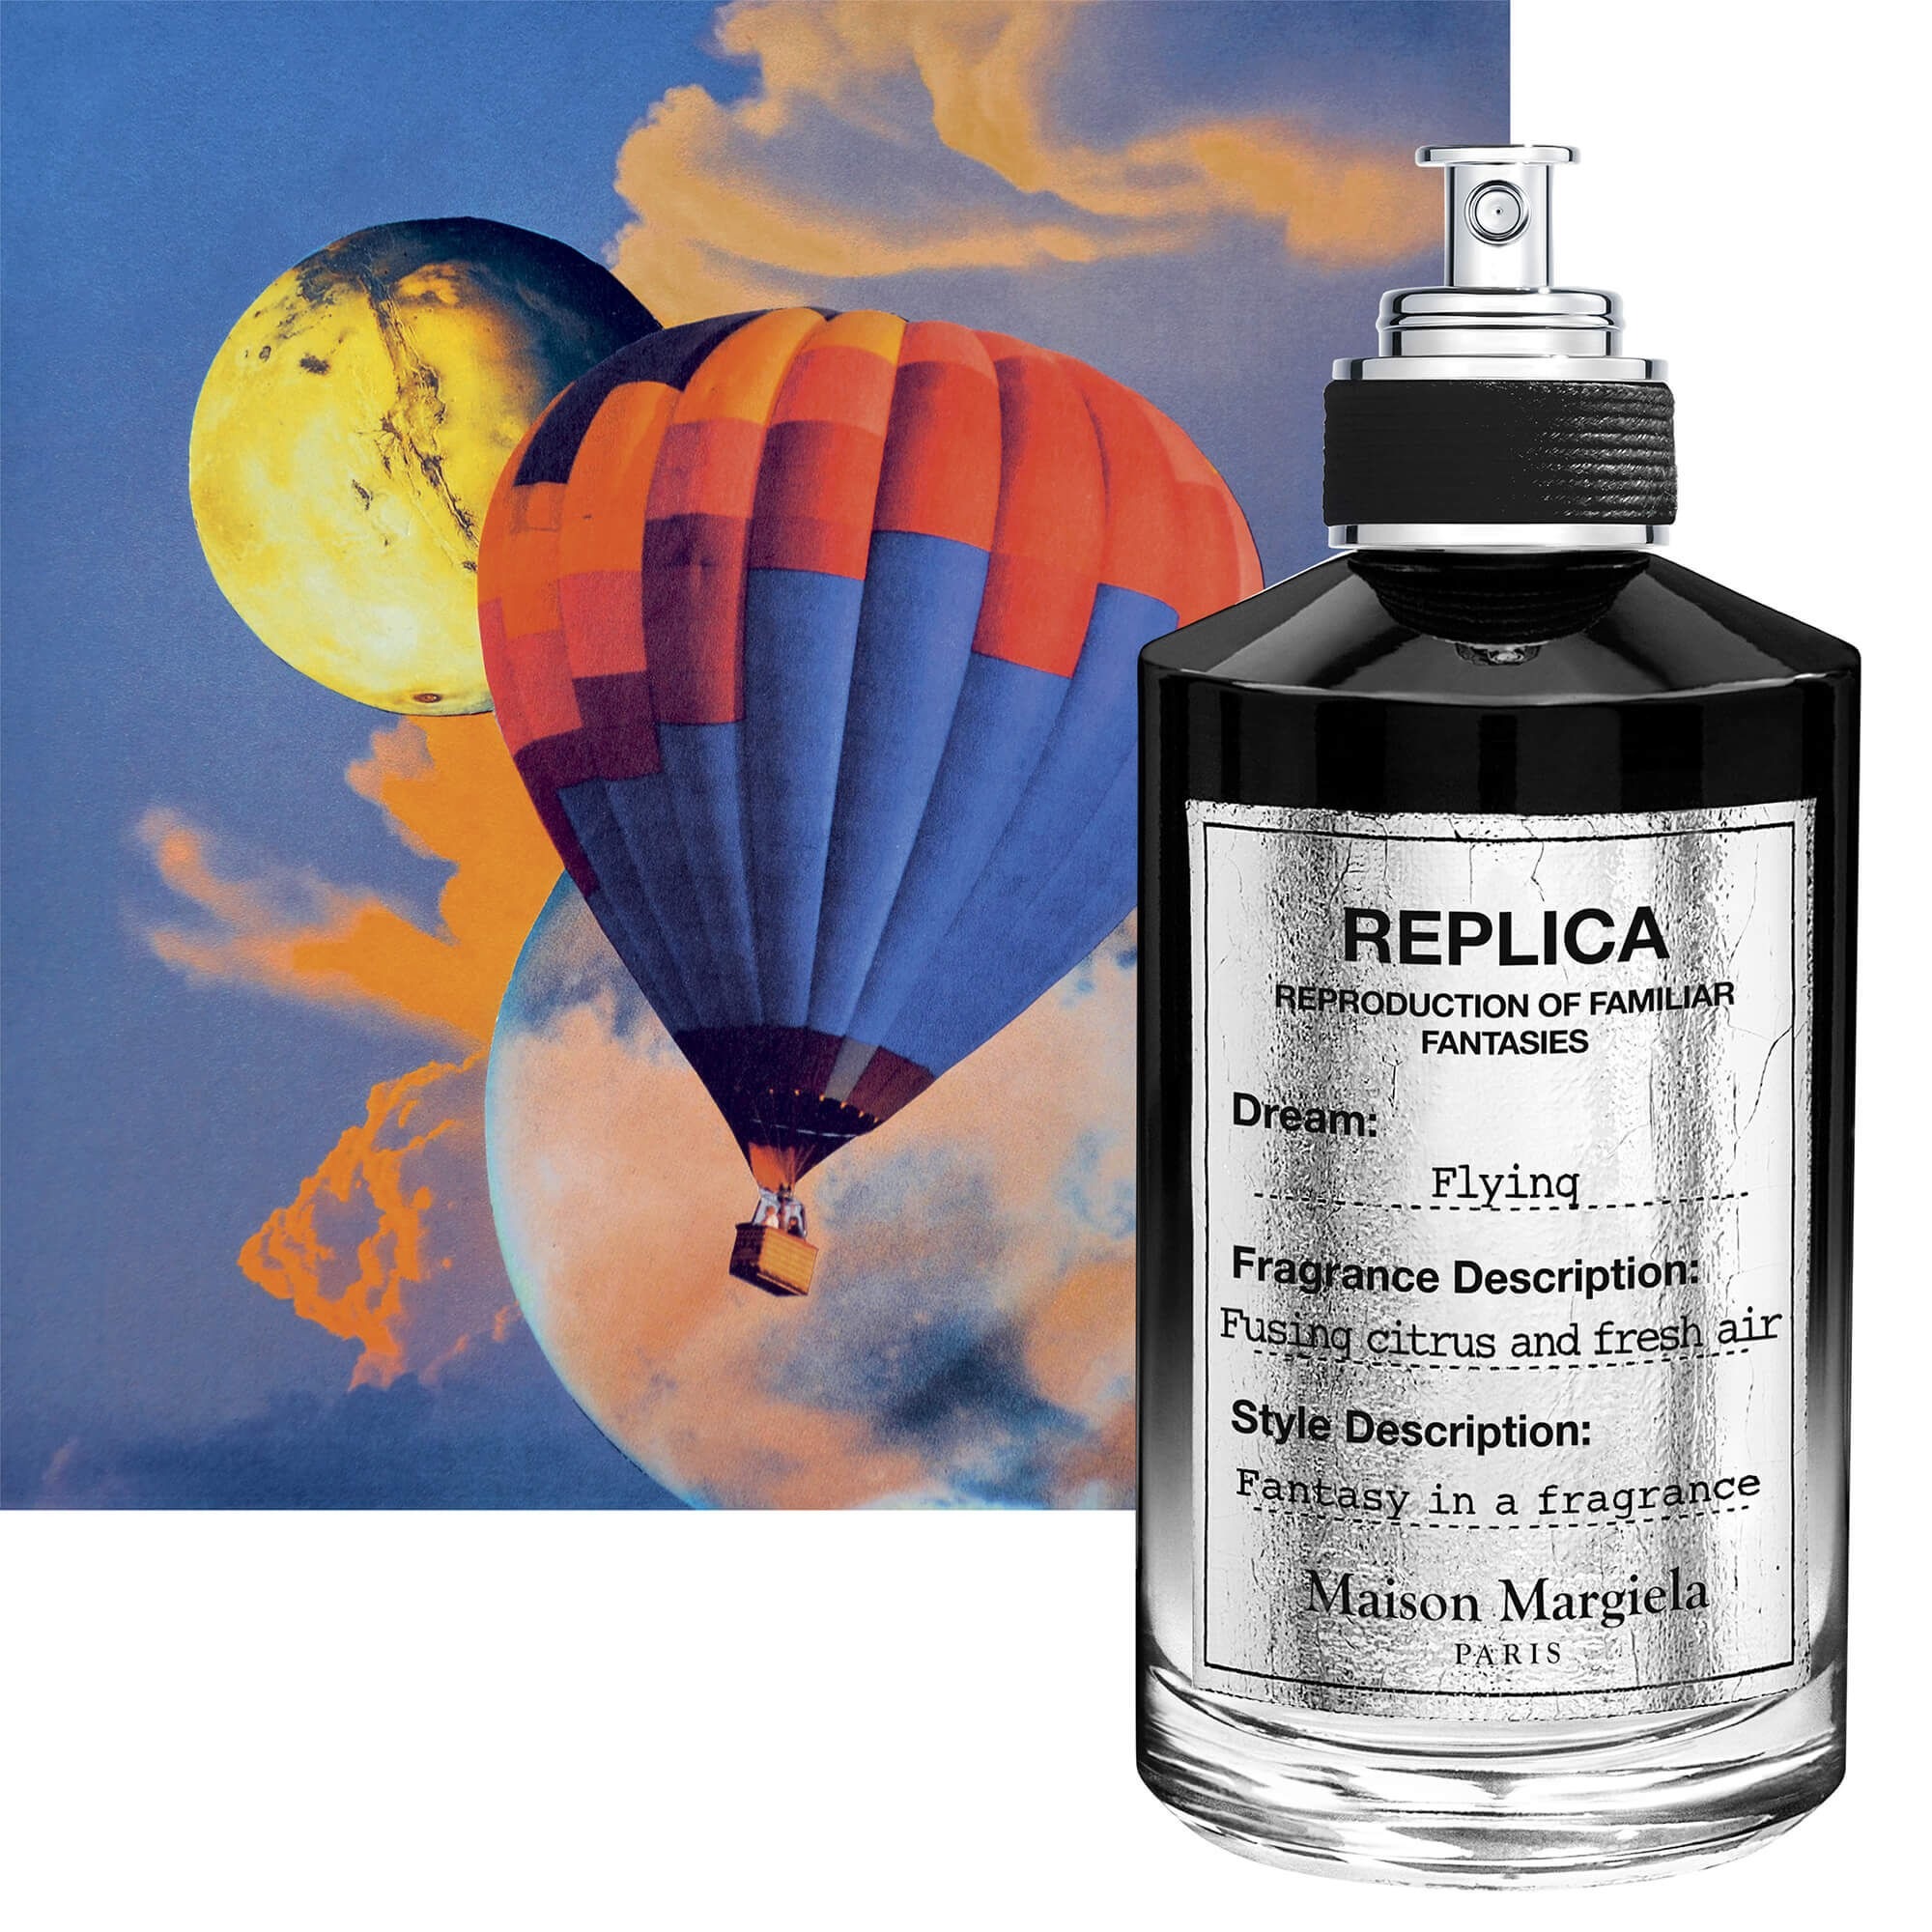 REPLICA
REPRODUCTION OF FAMILIAR
FANTASIES
Dream:
Flying
Fragrance Description:
Fusing citrus and fresh air
Style Description:
Fantasy in a fragrance
Maison Margiela
PARIS